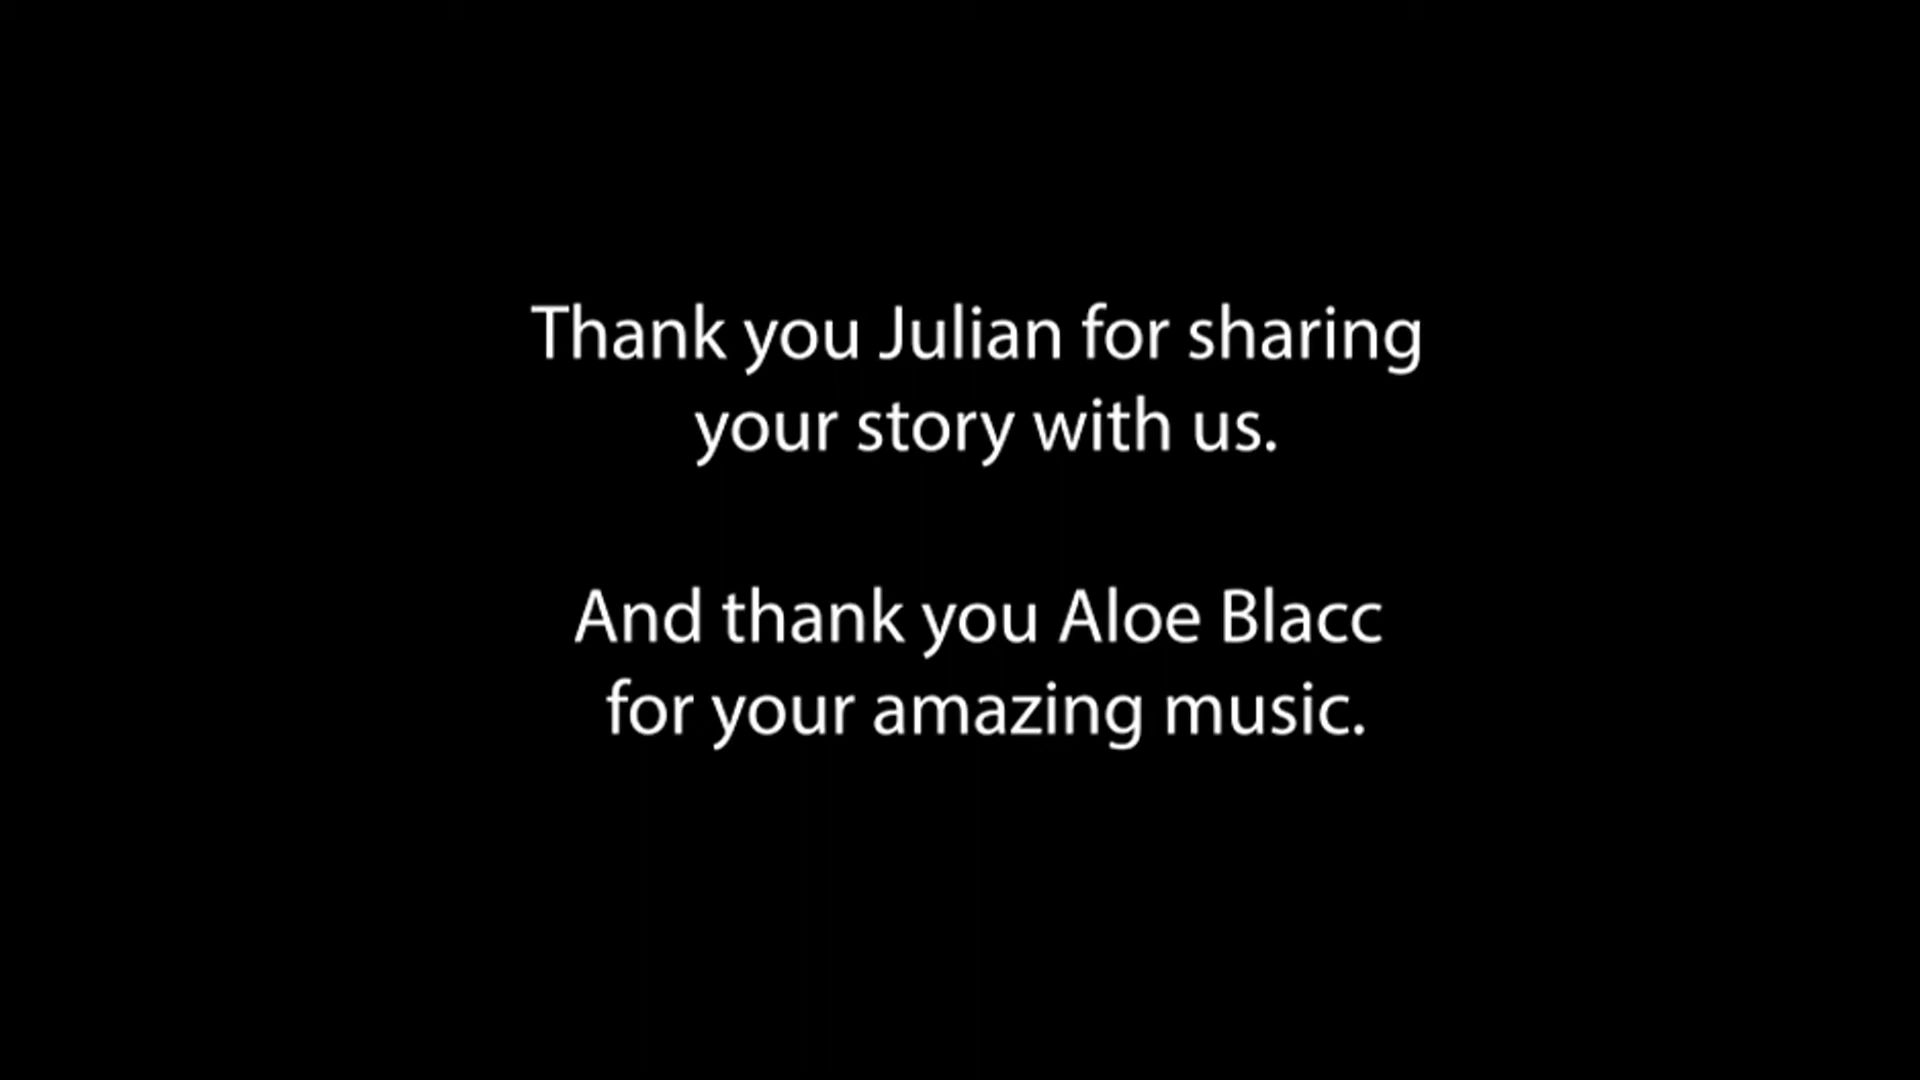 Thank you Julian for sharing
your story with us.
And thank you Aloe Blacc
for your amazing music.